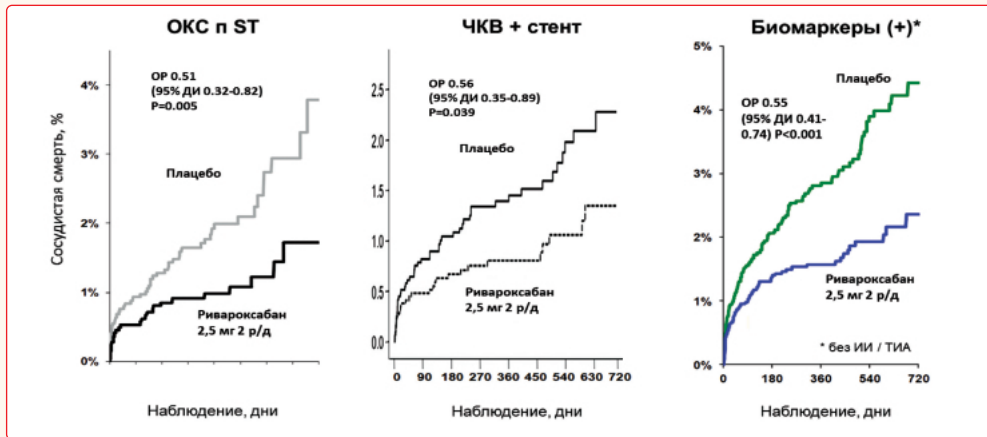 ОКС п ST
Сосудистая смерть, %
4%
3%
2%
1%
0%
ОР 0.51
(95% ДИ 0.32-0.82)
P=0.005
Плацебо
Ривароксабан
2,5 мг 2 р/д
Наблюдение, дни
ЧКВ + стент
2.5
2.0
1.5
1.0
0.5
0.0
ОР 0.56
(95% ДИ 0.35-0.89)
P=0.039
Плацебо
Ривароксабан
2,5 мг 2 р/д
0 90 180 270 360 450 540 630 720
Наблюдение, дни
Биомаркеры (+)*
5%
4%
3%
2%
1%
0%
Плацебо
ОР 0.55
(95% ДИ 0.41-
0.74) P<0.001
Ривароксабан
2,5 мг 2 р/д
* без ИИ / ТИА
0 180 360 540 720
Наблюдение, дни